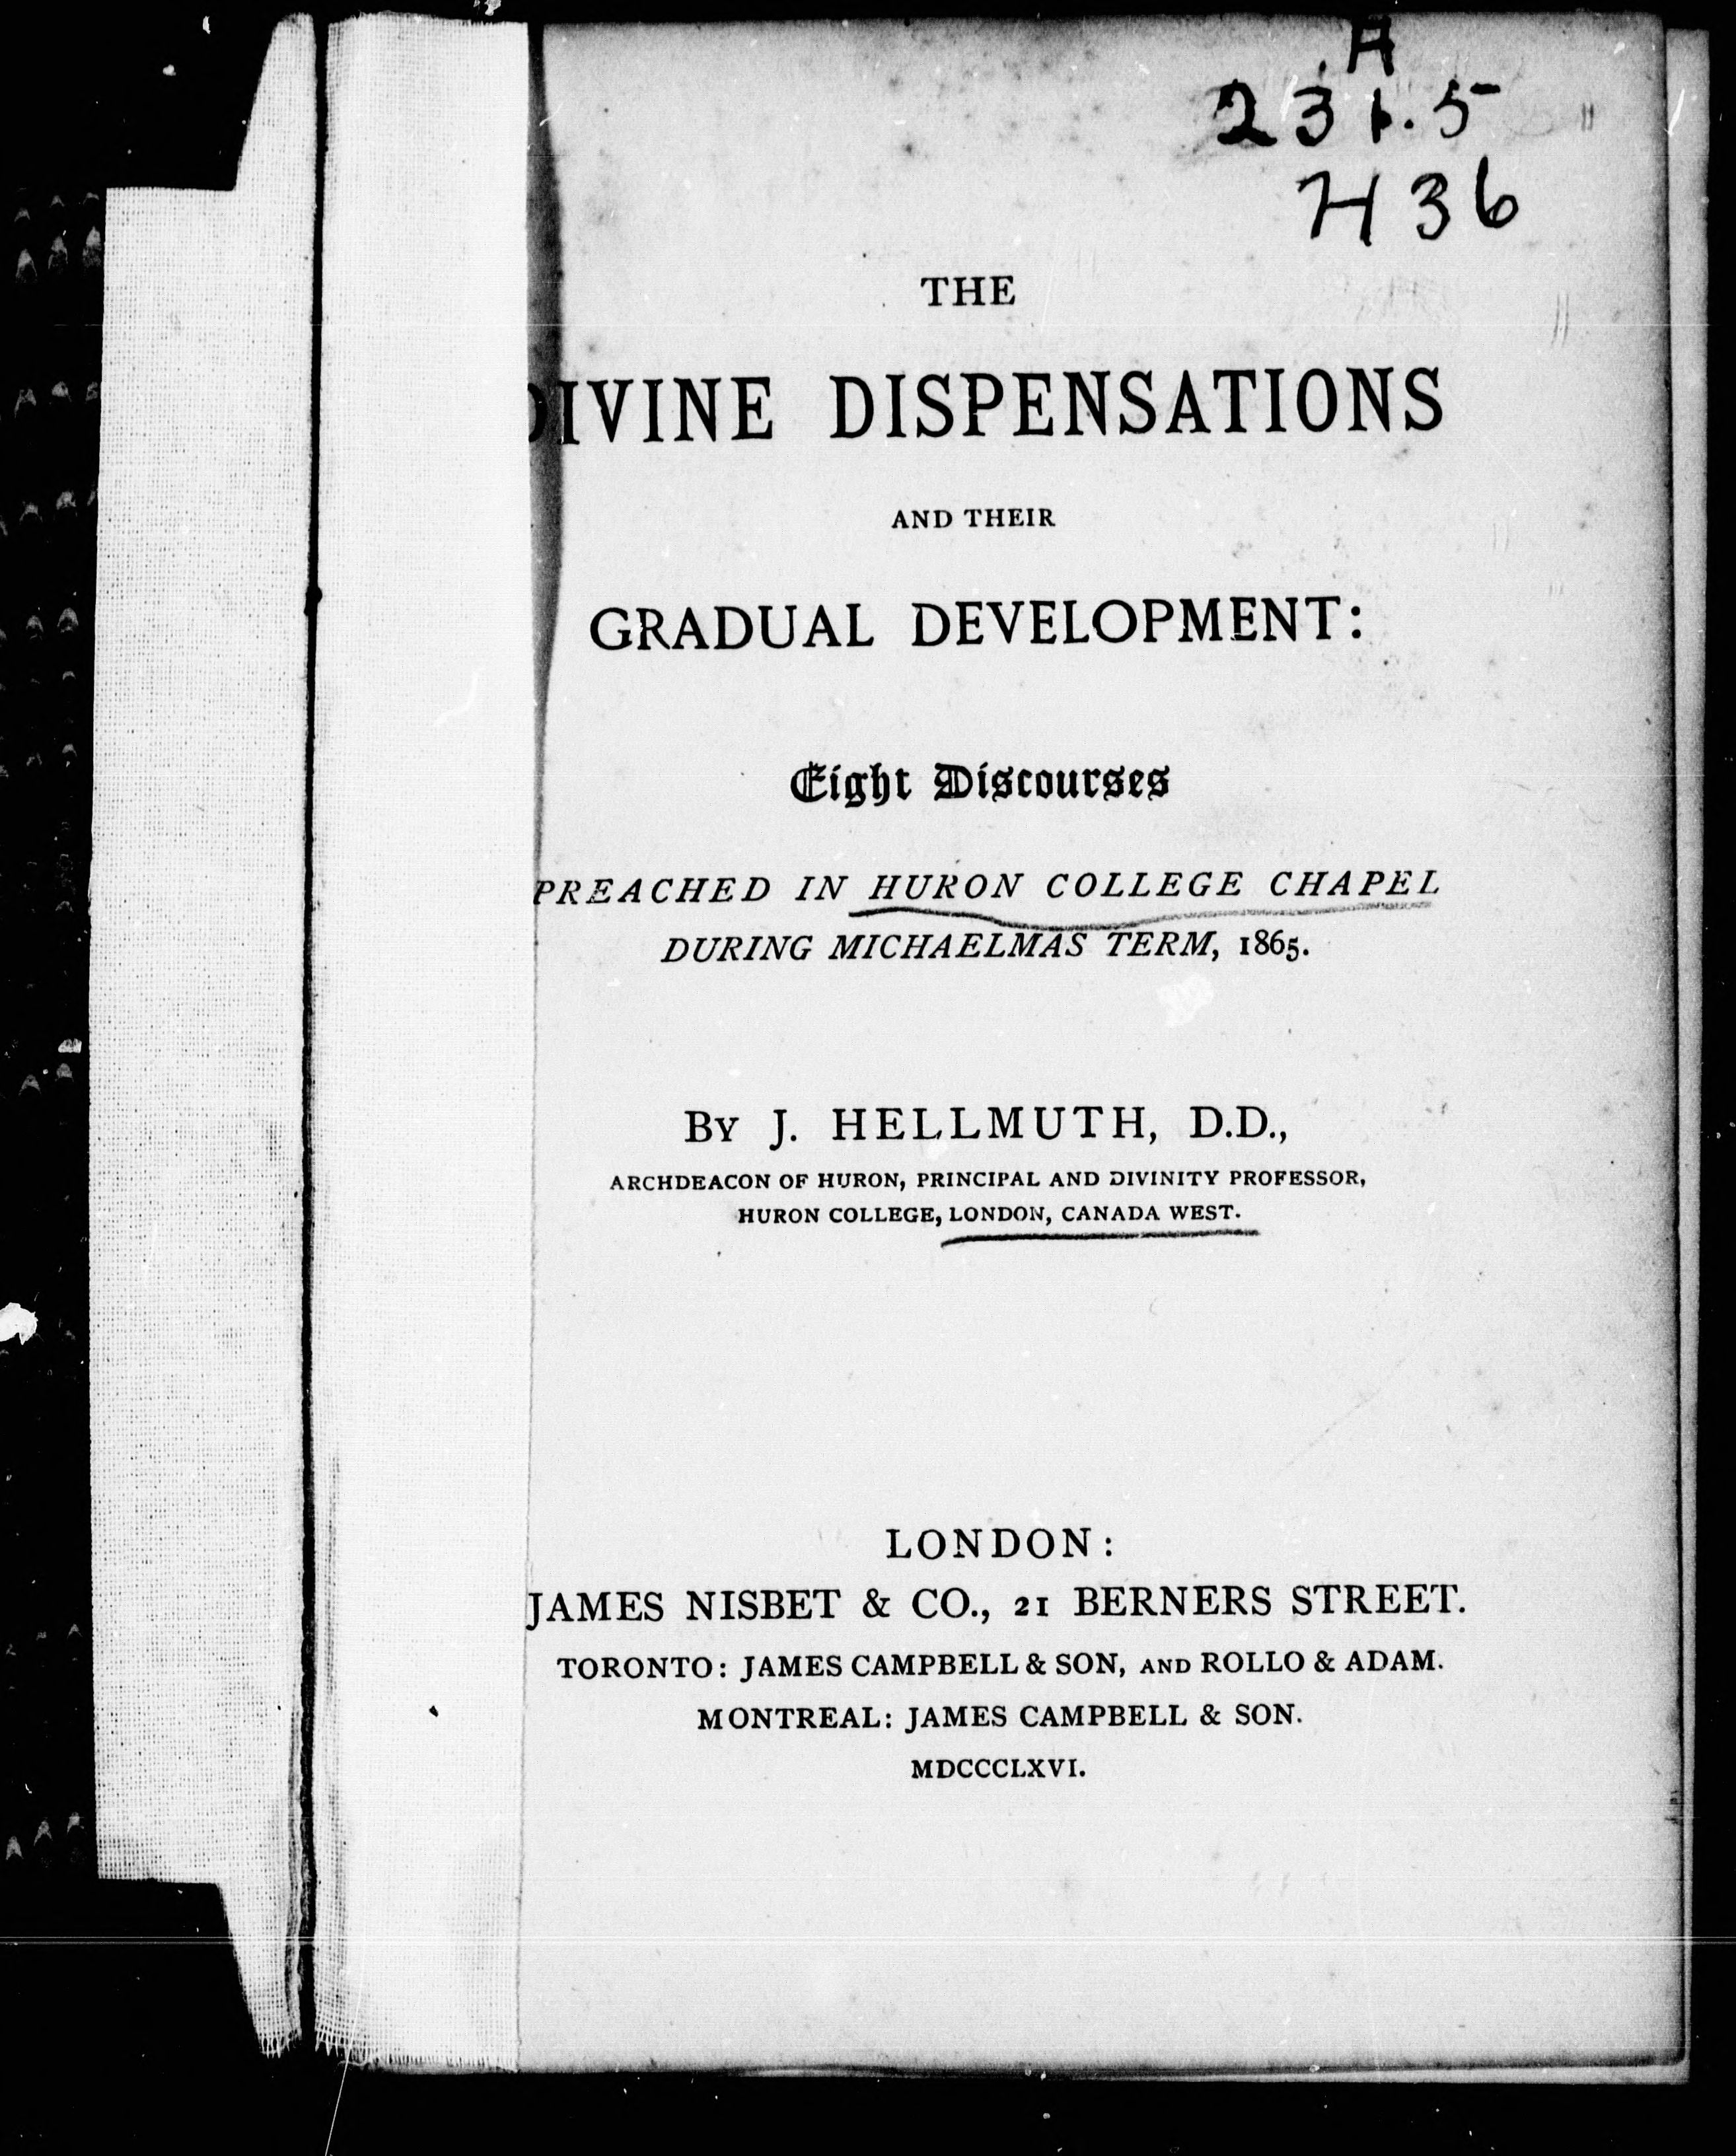 A
231.5
H36
THE
DIVINE DISPENSATIONS
AND THEIR
GRADUAL DEVELOPMENT:
Eight Discourses
PREACHED IN HURON COLLEGE CHAPEL
DURING MICHAELMAS TERM, 1865.
BY J. HELLMUTH, D.D.,
ARCHDEACON OF HURON, PRINCIPAL AND DIVINITY PROFESSOR,
HURON COLLEGE, LONDON, CANADA WEST.
LONDON:
JAMES NISBET & CO., 21 BERNERS STREET.
TORONTO: JAMES CAMPBELL & SON, AND ROLLO & ADAM.
MONTREAL: JAMES CAMPBELL & SON.
MDCCCLXVI.